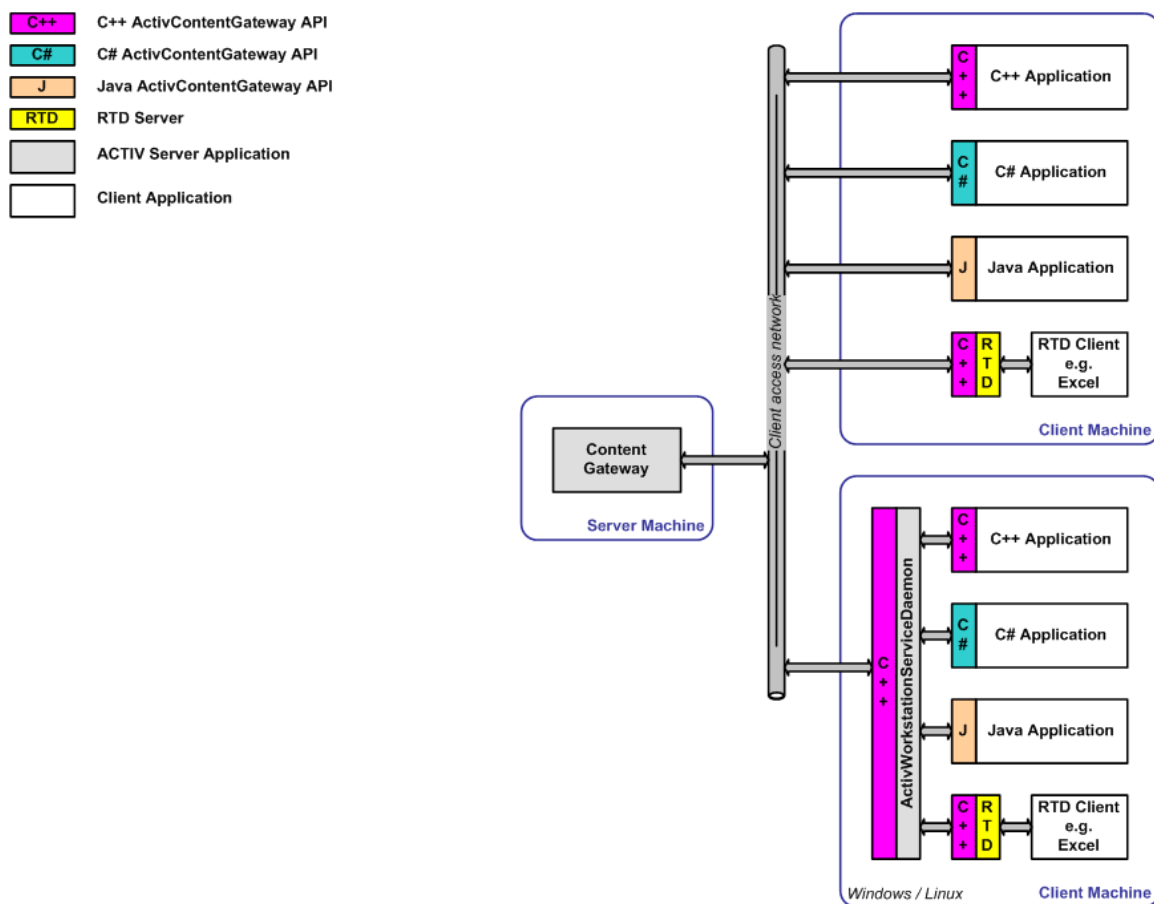 C++ C++ ActivContentGateway API
C# C# ActivContentGateway API
J Java ActivContentGateway API
RTD RTD Server
ACTIV Server Application
Client Application
C++
C++ Application
C#
C# Application
J
Java Application
C++
RTD
RTD Client
e.g.
Excel
Client Machine
Client access network
Content
Gateway
Server Machine
C++
ActivWorkstationServiceDaemon
C++
C++ Application
C#
C# Application
J
Java Application
C++
RTD
RTD Client
e.g.
Excel
Windows / Linux
Client Machine